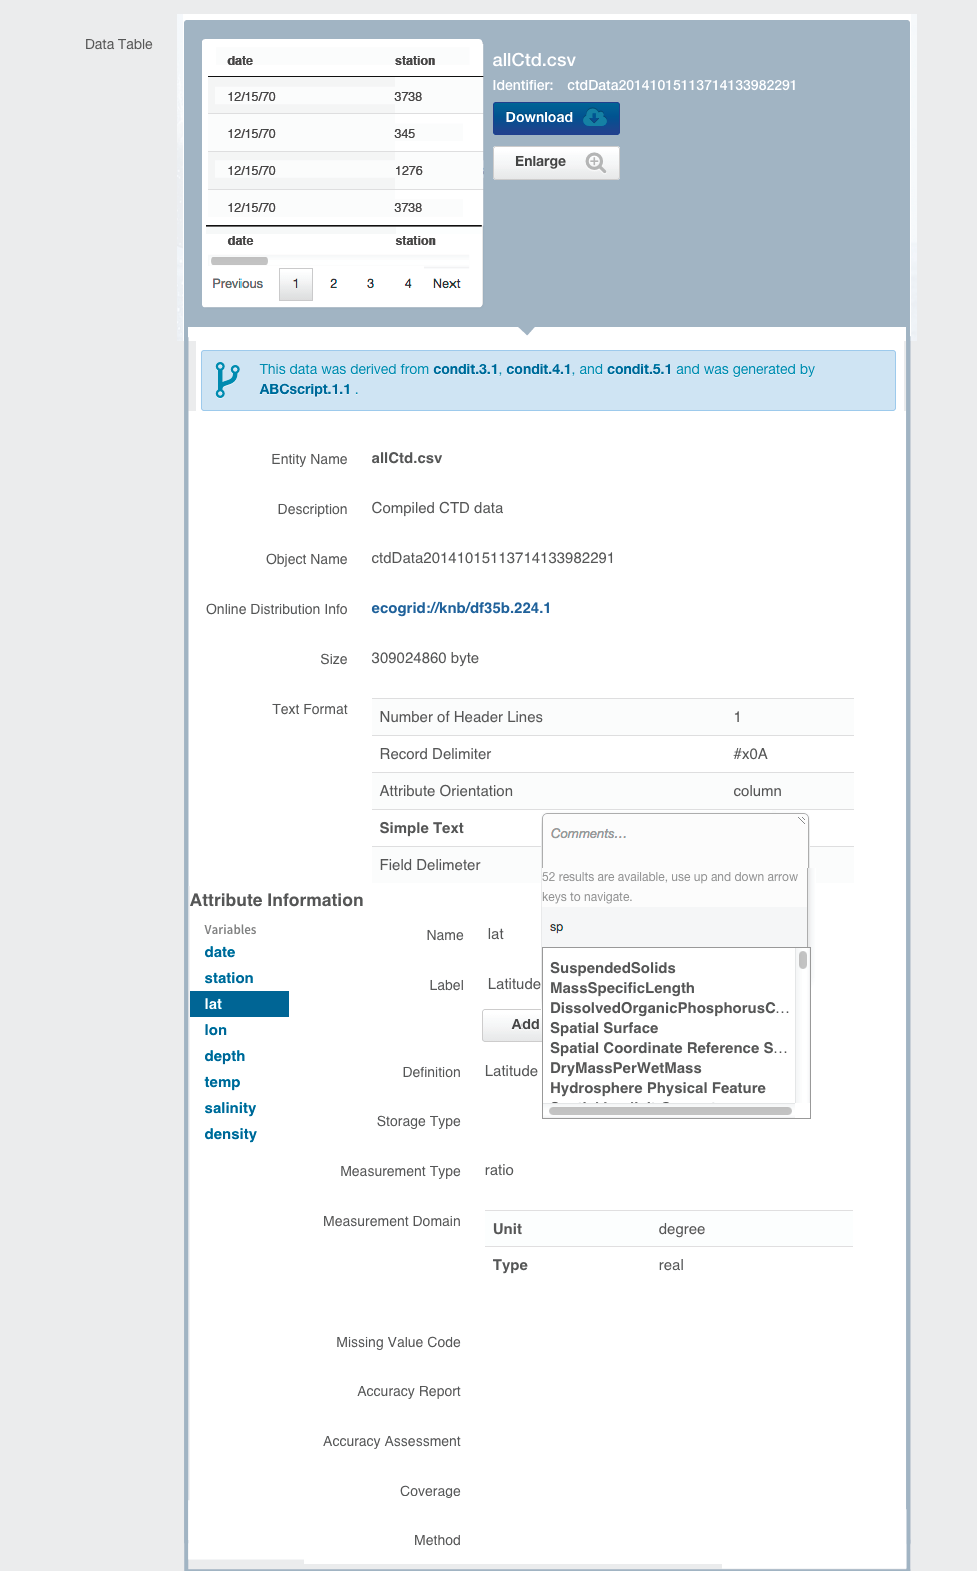 Data Table
date station
12/15/70 3738
12/15/70 345
12/15/70 1276
12/15/70 3738
date station
Previous 1 2 3 4 Next
allCtd.csv
Identifier: ctdData20141015113714133982291
Download
Enlarge
This data was derived from condit.3.1, condit.4.1, and condit.5.1 and was generated by
ABCscript.1.1 .
Entity Name allCtd.csv
Description Compiled CTD data
Object Name ctdData20141015113714133982291
Online Distribution Info ecogrid://knb/df35b.224.1
Size 309024860 byte
Text Format
Number of Header Lines 1
Record Delimiter #x0A
Attribute Orientation column
Simple Text
Field Delimeter
Comments...
52 results are available, use up and down arrow
keys to navigate.
sp
SuspendedSolids
MassSpecificLength
DissolvedOrganicPhosphorusC...
Spatial Surface
Spatial Coordinate Reference S...
DryMassPerWetMass
Hydrosphere Physical Feature
Attribute Information
Variables
date
station
lat
lon
depth
temp
salinity
density
Name lat
Label Latitude
Add
Definition Latitude
Storage Type
Measurement Type ratio
Measurement Domain
Unit degree
Type real
Missing Value Code
Accuracy Report
Accuracy Assessment
Coverage
Method